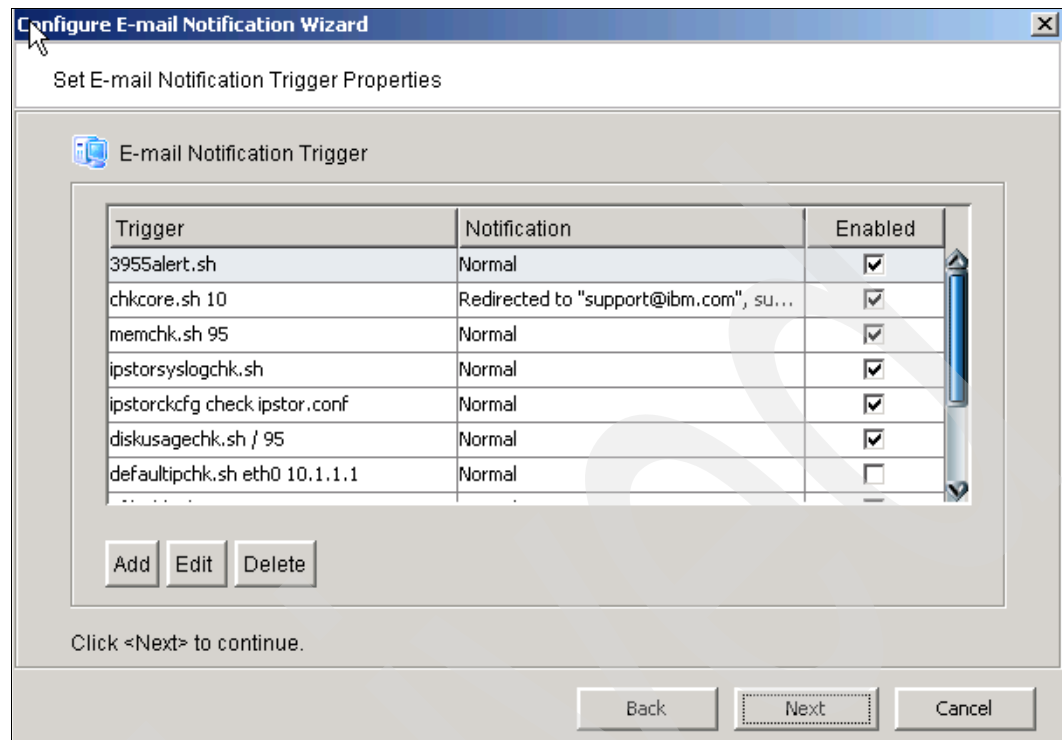 Configure E-mail Notification Wizard
Set E-mail Notification Trigger Properties
E-mail Notification Trigger
Trigger Notification Enabled
3955alert.sh Normal
chkcore.sh 10 Redirected to "support@ibm.com", su...
memchk.sh 95 Normal
ipstorsyslogchk.sh Normal
ipstorckcfg check ipstor.conf Normal
diskusagechk.sh / 95 Normal
defaultipchk.sh eth0 10.1.1.1 Normal
Add Edit Delete
Click <Next> to continue.
Back Next Cancel